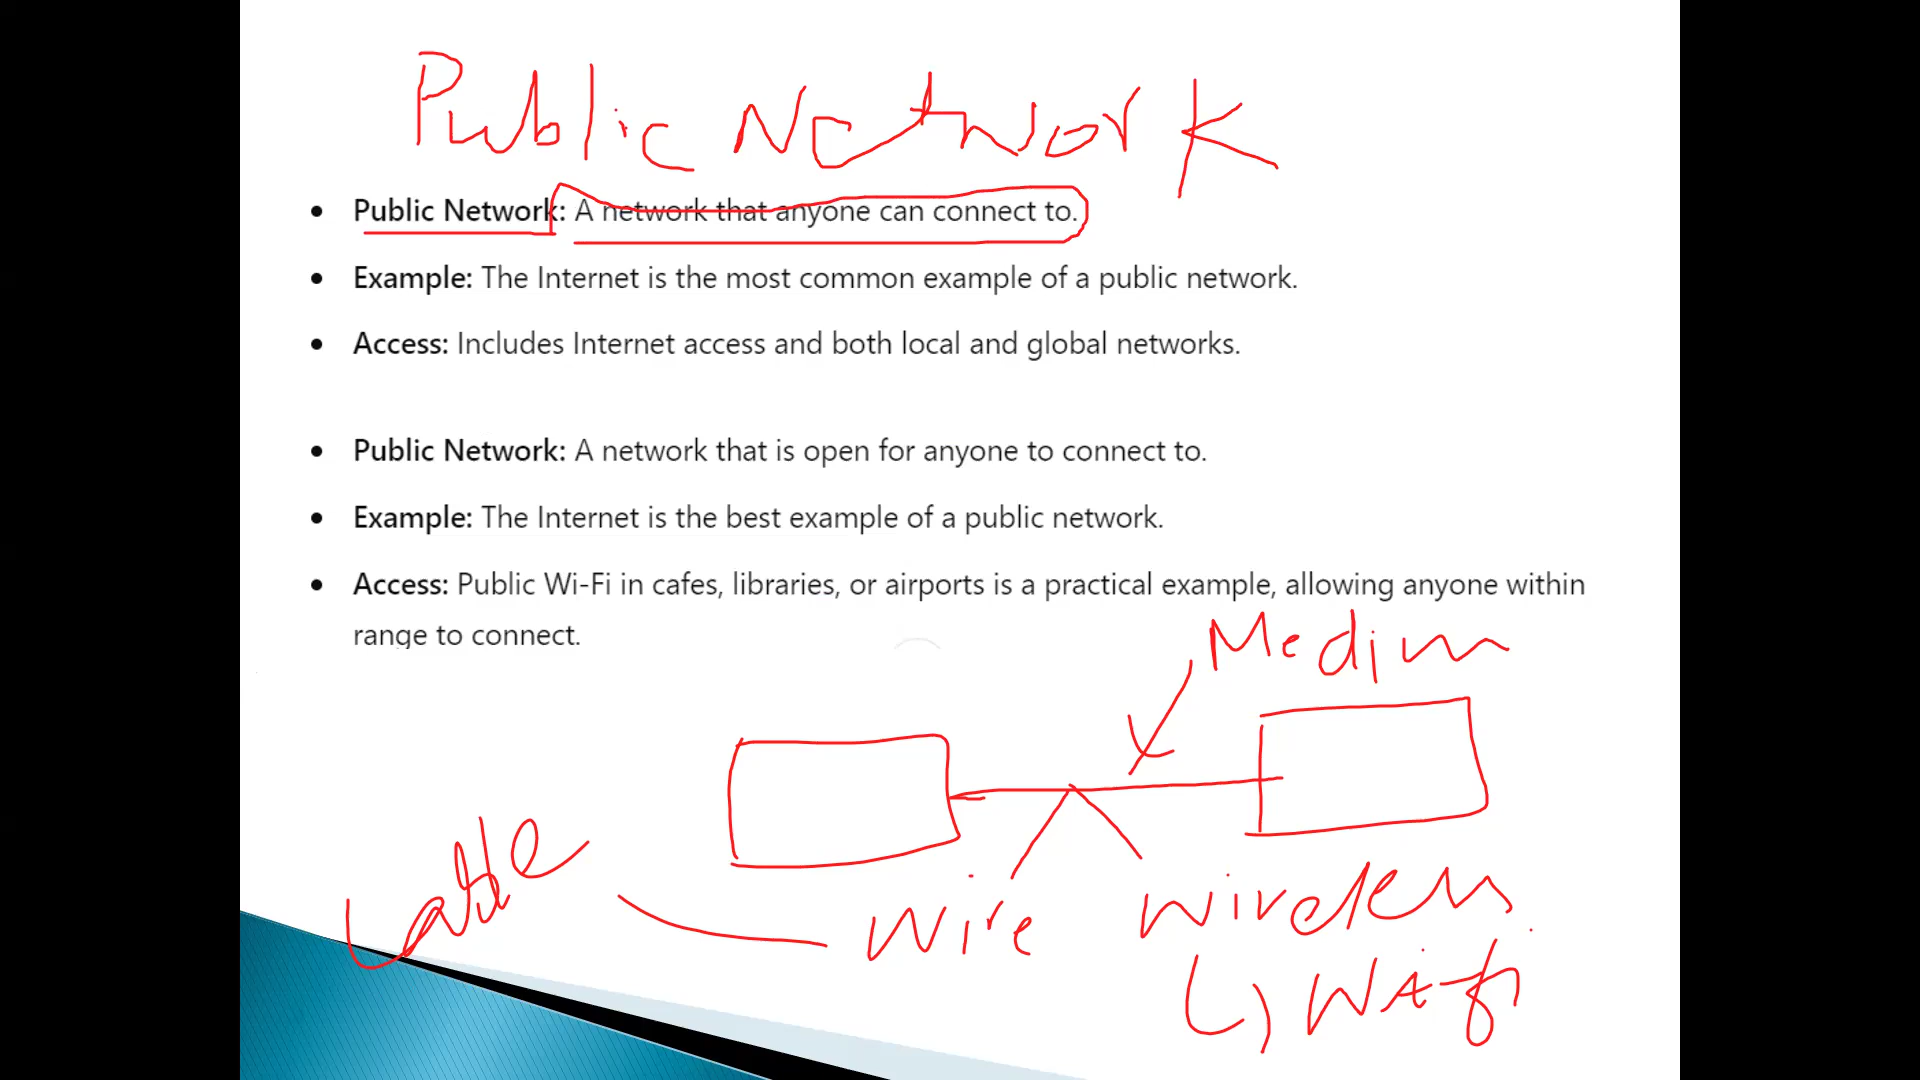 Public Network
Public Network: A network that anyone can connect to.
Example: The Internet is the most common example of a public network.
Access: Includes Internet access and both local and global networks.
Public Network: A network that is open for anyone to connect to.
Example: The Internet is the best example of a public network.
Access: Public Wi-Fi in cafes, libraries, or airports is a practical example, allowing anyone within
range to connect.
Medium
Cable
Wire
Wireless
Wi-fi